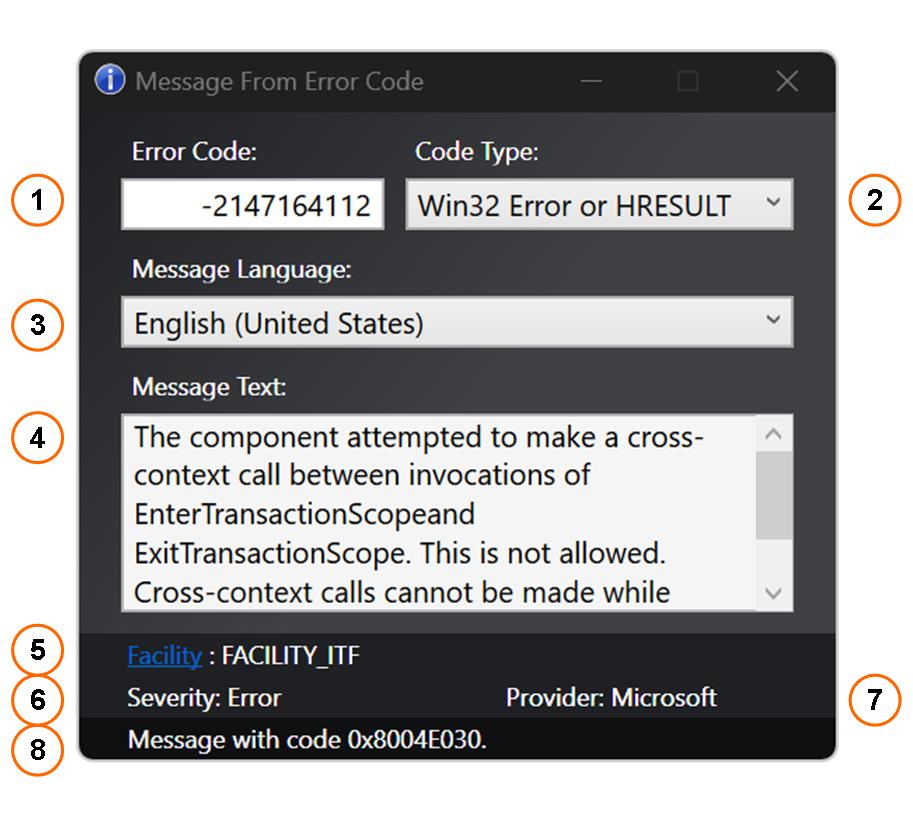 Message From Error Code
Error Code:
Code Type:
1
-2147164112
Win32 Error or HRESULT
2
Message Language:
3
English (United States)
Message Text:
4
The component attempted to make a cross-
context call between invocations of
EnterTransactionScopeand
ExitTransactionScope. This is not allowed.
Cross-context calls cannot be made while
5
Facility : FACILITY_ITF
6
Severity: Error
Provider: Microsoft
7
8
Message with code 0x8004E030.